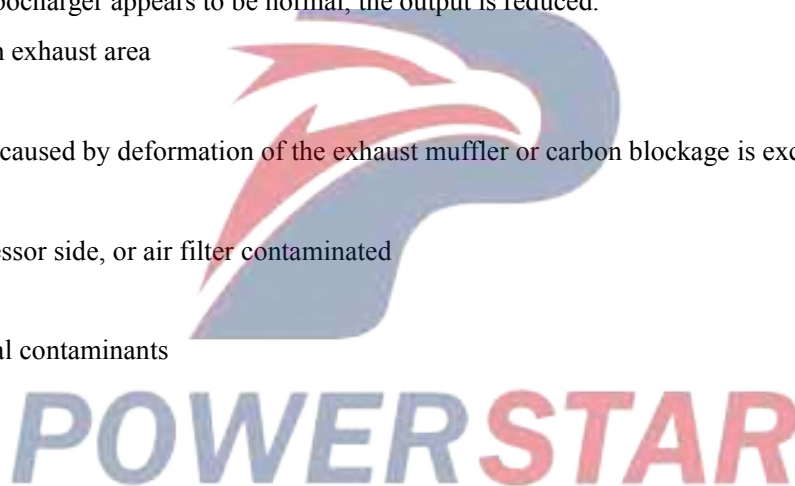 bocharger appears to be normal, the output is reduced.
n exhaust area
caused by deformation of the exhaust muffler or carbon blockage is exc
essor side, or air filter contaminated
al contaminants
POWERSTAR